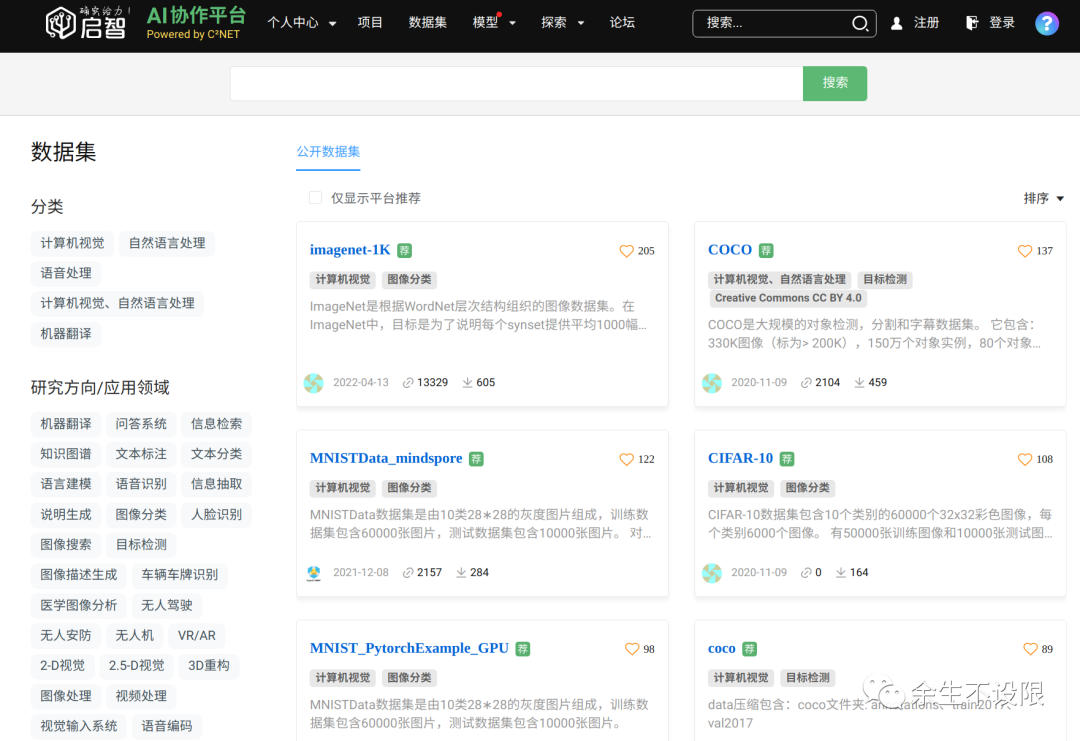 确实给力!
启智
AI协作平台
Powered by C²NET
个人中心 项目 数据集 模型 探索 论坛
搜索... 注册 登录 ?
搜索
数据集
公开数据集
仅显示平台推荐
排序
分类
计算机视觉 自然语言处理
语音处理
计算机视觉、自然语言处理
机器翻译
研究方向/应用领域
机器翻译 问答系统 信息检索
知识图谱 文本标注 文本分类
语言建模 语音识别 信息抽取
说明生成 图像分类 人脸识别
图像搜索 目标检测
图像描述生成 车辆车牌识别
医学图像分析 无人驾驶
无人安防 无人机 VR/AR
2-D视觉 2.5-D视觉 3D重构
图像处理 视频处理
视觉输入系统 语音编码
imagenet-1K 荐 205
计算机视觉 图像分类
ImageNet是根据WordNet层次结构组织的图像数据集。在
ImageNet中，目标是为了说明每个synset提供平均1000幅...
2022-04-13 13329 605
COCO 荐 137
计算机视觉、自然语言处理 目标检测
Creative Commons CC BY 4.0
COCO是大规模的对象检测，分割和字幕数据集。 它包含：
330K图像（标为> 200K），150万个对象实例，80个对象...
2020-11-09 2104 459
MNISTData_mindspore 荐 122
计算机视觉 图像分类
MNISTData数据集是由10类28∗28的灰度图片组成，训练数
据集包含60000张图片，测试数据集包含10000张图片。 对...
2021-12-08 2157 284
CIFAR-10 荐 108
计算机视觉 图像分类
CIFAR-10数据集包含10个类别的60000个32x32彩色图像，每
个类别6000个图像。 有50000张训练图像和10000张测试图...
2020-11-09 0 164
MNIST_PytorchExample_GPU 荐 98
计算机视觉 图像分类
MNISTData数据集是由10类28∗28的灰度图片组成，训练数
据集包含60000张图片，测试数据集包含10000张图片。
coco 荐 89
计算机视觉 目标检测
data压缩包含：coco文件夹: annotations、train2017、
val2017
余生不设限